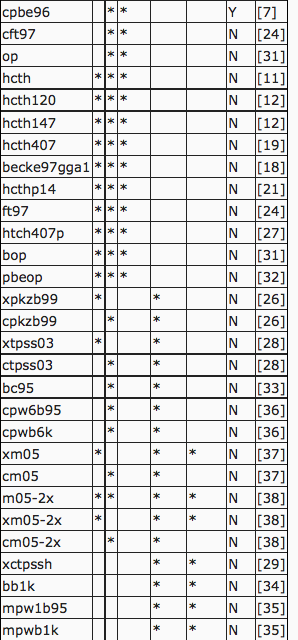 cpbe96 * * Y [7]
cft97 * * N [24]
op * * N [31]
hcth * * * N [11]
hcth120 * * * N [12]
hcth147 * * * N [12]
hcth407 * * * N [19]
becke97gga1 * * * N [18]
hcthp14 * * * N [21]
ft97 * * * N [24]
htch407p * * * N [27]
bop * * * N [31]
pbeop * * * N [32]
xpkzb99 * * N [26]
cpkzb99 * * N [26]
xtpss03 * * N [28]
ctpss03 * * N [28]
bc95 * * N [33]
cpw6b95 * * N [36]
cpwb6k * * N [36]
xm05 * * * N [37]
cm05 * * N [37]
m05-2x * * * * N [38]
xm05-2x * * * N [38]
cm05-2x * * N [38]
xctpssh * * N [29]
bb1k * * N [34]
mpw1b95 * * N [35]
mpwb1k * * N [35]